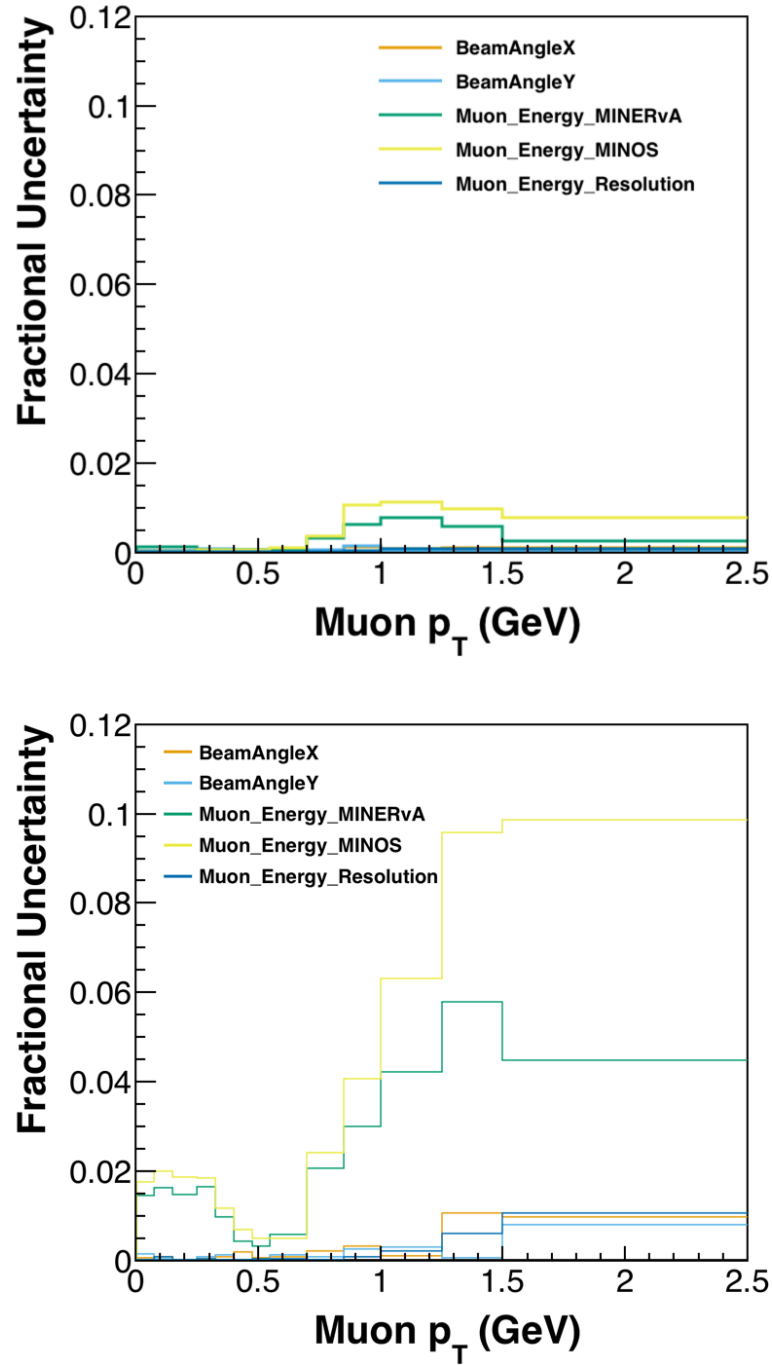 0.12
BeamAngleX
BeamAngleY
0.1
Muon_Energy_MINERvA
Muon_Energy_MINOS
Muon_Energy_Resolution
0.08
0.06
0.04
0.02
0
Fractional Uncertainty
0 0.5 1 1.5 2 2.5
Muon p_T (GeV)
0.12
BeamAngleX
BeamAngleY
Muon_Energy_MINERvA
0.1
Muon_Energy_MINOS
Muon_Energy_Resolution
0.08
0.06
0.04
0.02
0
Fractional Uncertainty
0 0.5 1 1.5 2 2.5
Muon p_T (GeV)